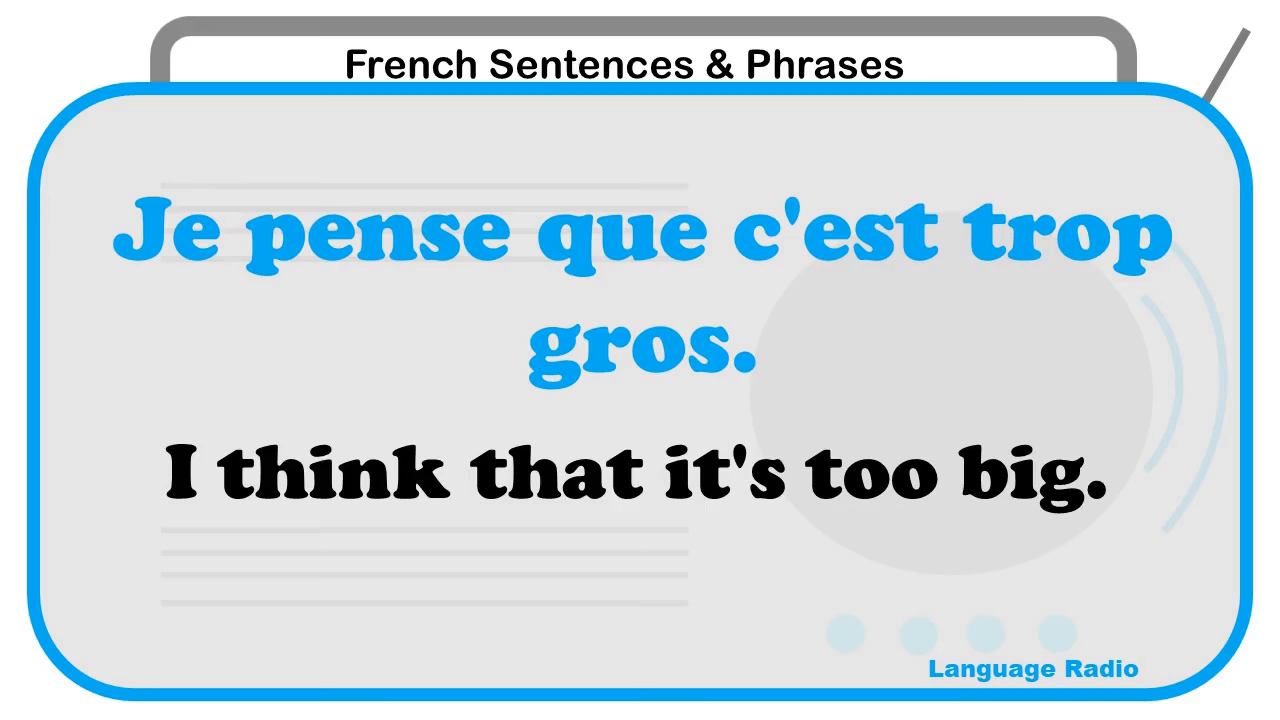 French Sentences & Phrases
Je pense que c'est trop
gros.
I think that it's too big.
Language Radio